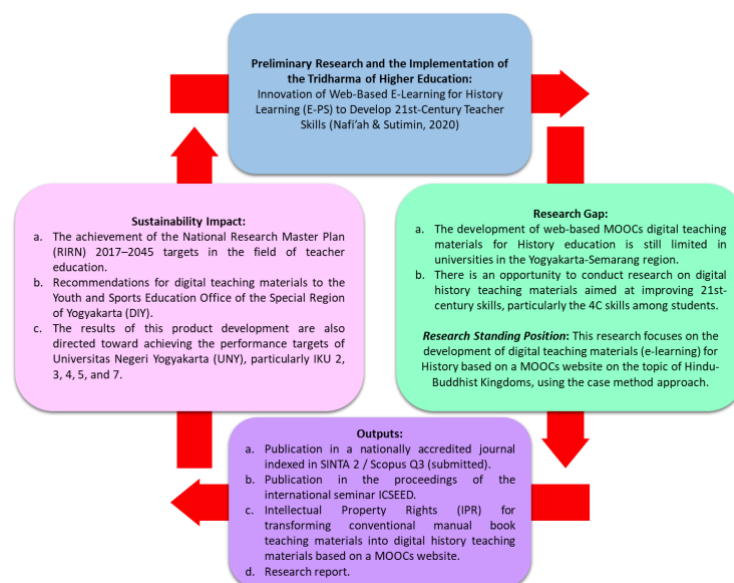 Preliminary Research and the Implementation of
the Tridharma of Higher Education:
Innovation of Web-Based E-Learning for History
Learning (E-PS) to Develop 21st-Century Teacher
Skills (Nafi'ah & Sutimin, 2020)
Research Gap:
a. The development of web-based MOOCs digital teaching
materials for History education is still limited in
universities in the Yogyakarta-Semarang region.
b. There is an opportunity to conduct research on digital
history teaching materials aimed at improving 21st-
century skills, particularly the 4C skills among students.
Research Standing Position: This research focuses on the
development of digital teaching materials (e-learning) for
History based on a MOOCs website on the topic of Hindu-
Buddhist Kingdoms, using the case method approach.
Outputs:
a. Publication in a nationally accredited journal
indexed in SINTA 2 / Scopus Q3 (submitted).
b. Publication in the proceedings of the
international seminar ICSEED.
c. Intellectual Property Rights (IPR) for
transforming conventional manual book
teaching materials into digital history teaching
materials based on a MOOCs website.
d. Research report.
Sustainability Impact:
a. The achievement of the National Research Master Plan
(RIRN) 2017–2045 targets in the field of teacher
education.
b. Recommendations for digital teaching materials to the
Youth and Sports Education Office of the Special Region
of Yogyakarta (DIY).
c. The results of this product development are also
directed toward achieving the performance targets of
Universitas Negeri Yogyakarta (UNY), particularly IKU 2,
3, 4, 5, and 7.